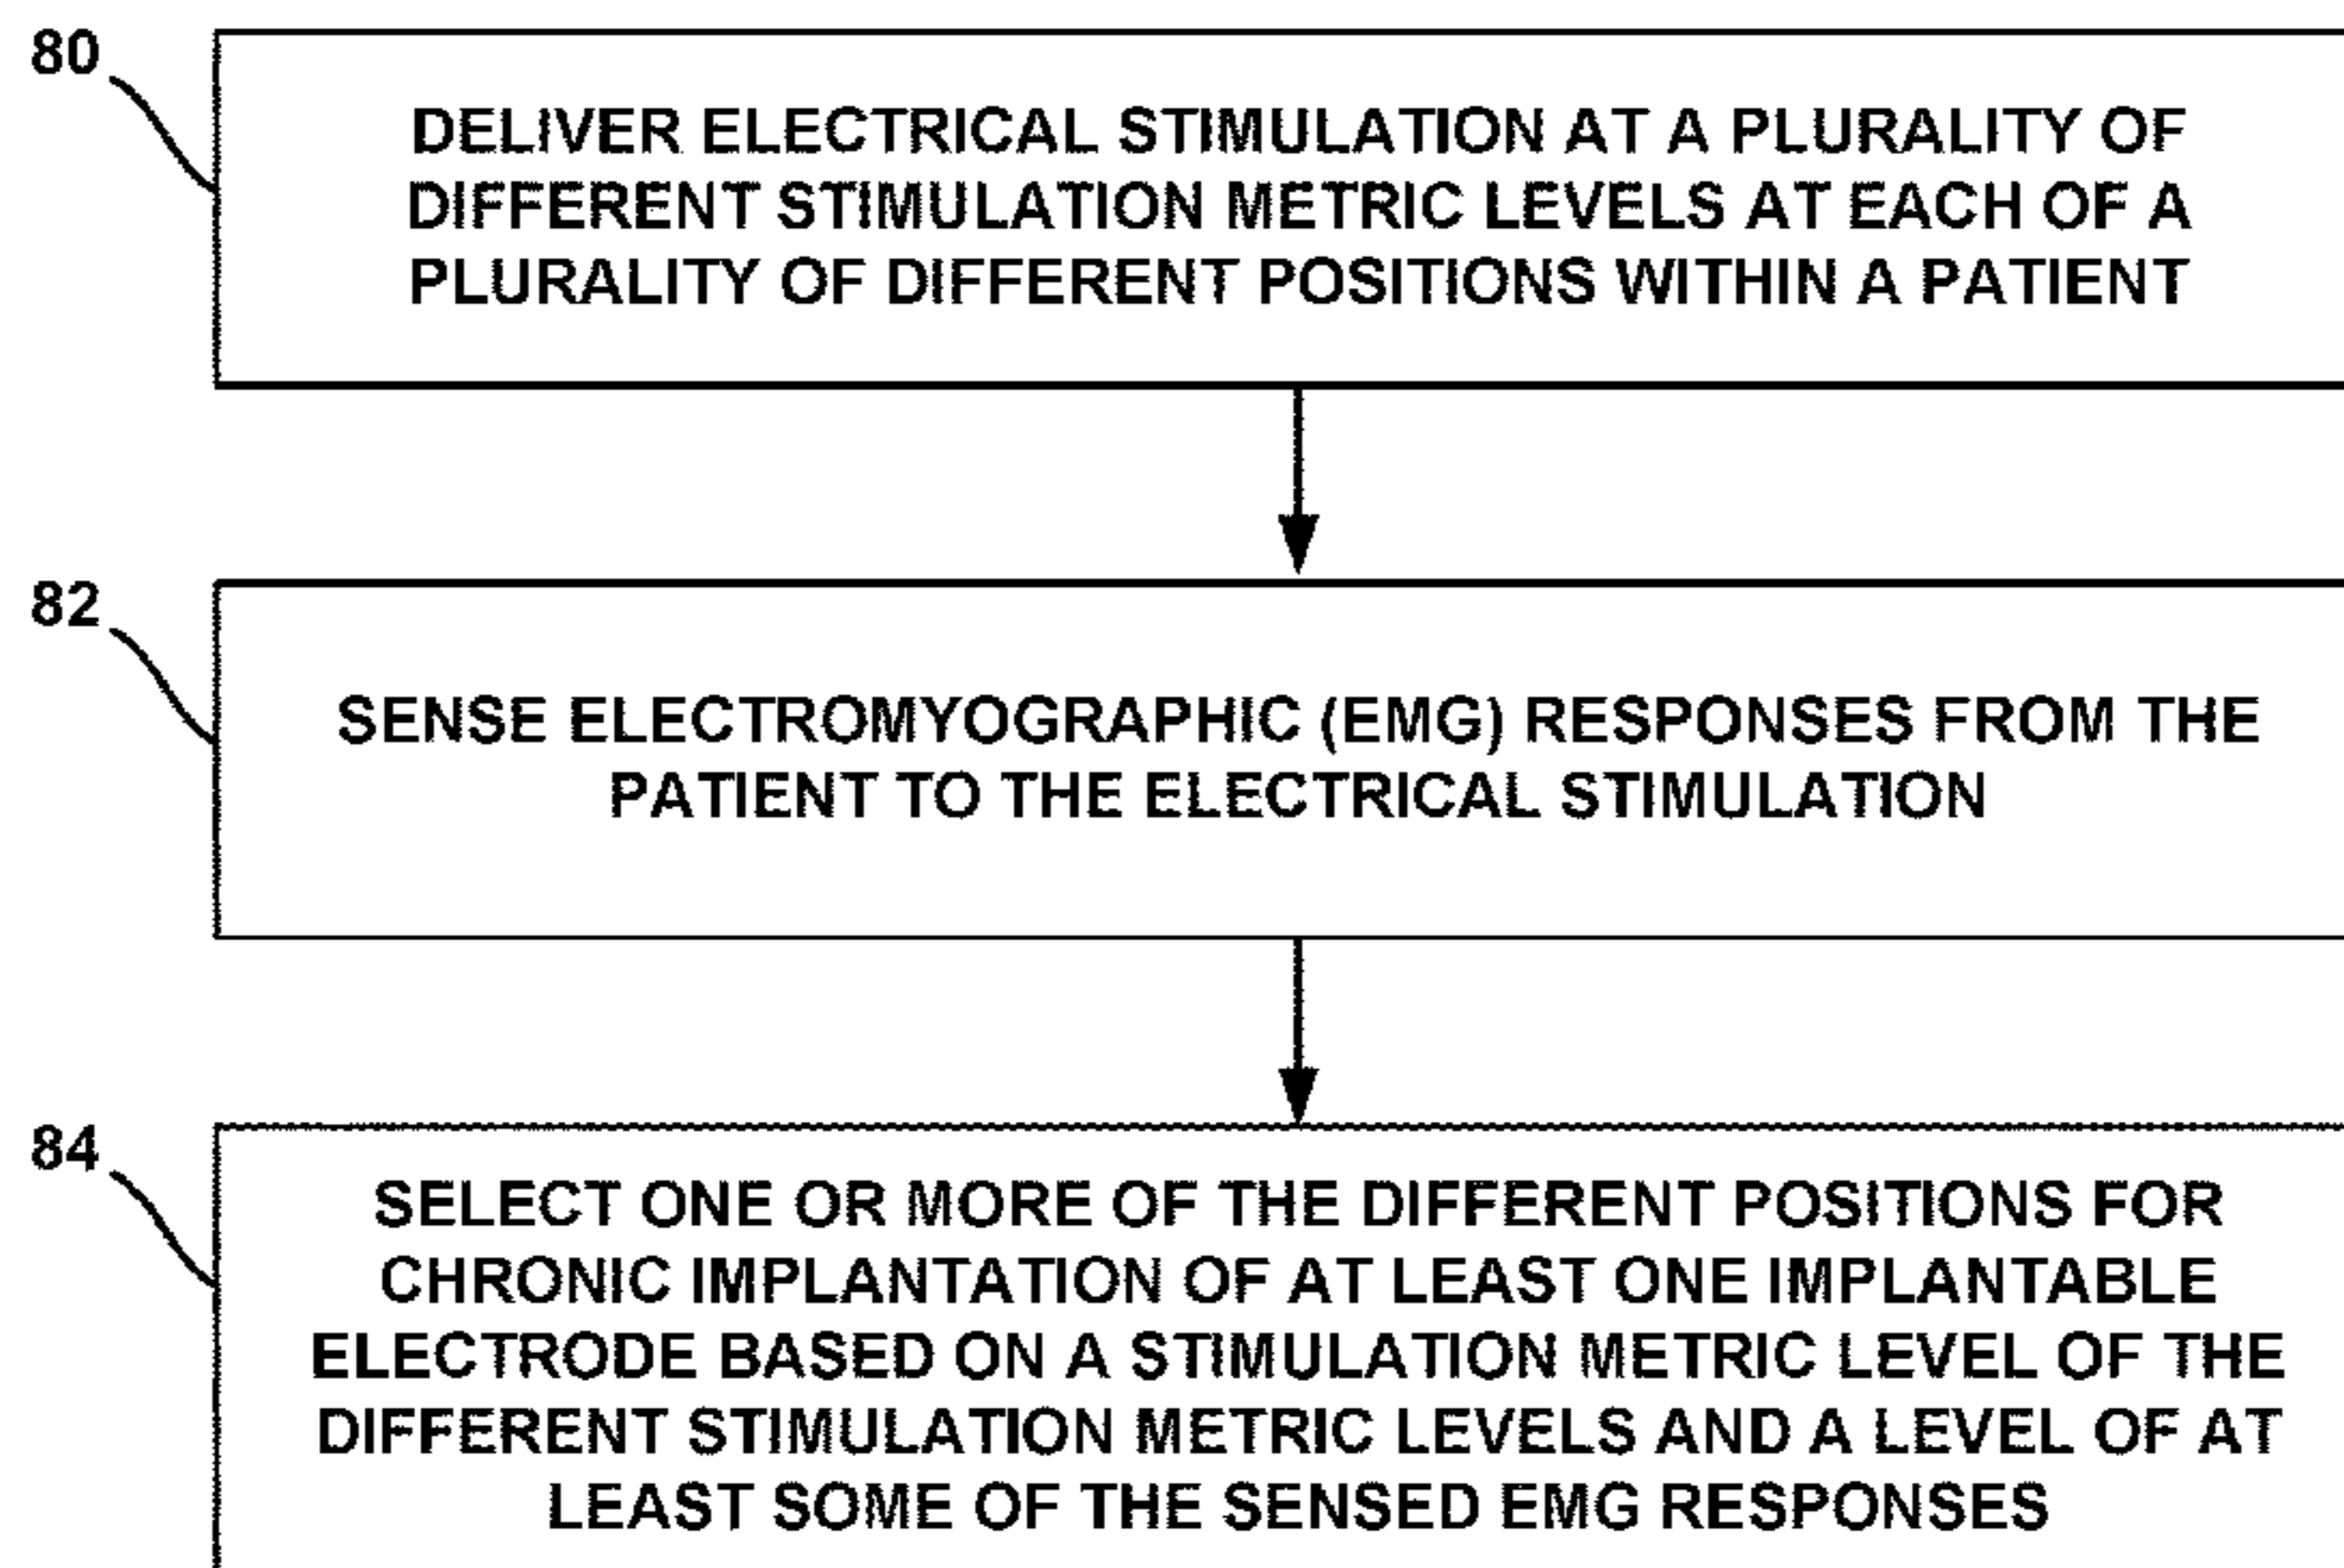 80
DELIVER ELECTRICAL STIMULATION AT A PLURALITY OF
DIFFERENT STIMULATION METRIC LEVELS AT EACH OF A
PLURALITY OF DIFFERENT POSITIONS WITHIN A PATIENT
82
SENSE ELECTROMYOGRAPHIC (EMG) RESPONSES FROM THE
PATIENT TO THE ELECTRICAL STIMULATION
84
SELECT ONE OR MORE OF THE DIFFERENT POSITIONS FOR
CHRONIC IMPLANTATION OF AT LEAST ONE IMPLANTABLE
ELECTRODE BASED ON A STIMULATION METRIC LEVEL OF THE
DIFFERENT STIMULATION METRIC LEVELS AND A LEVEL OF AT
LEAST SOME OF THE SENSED EMG RESPONSES